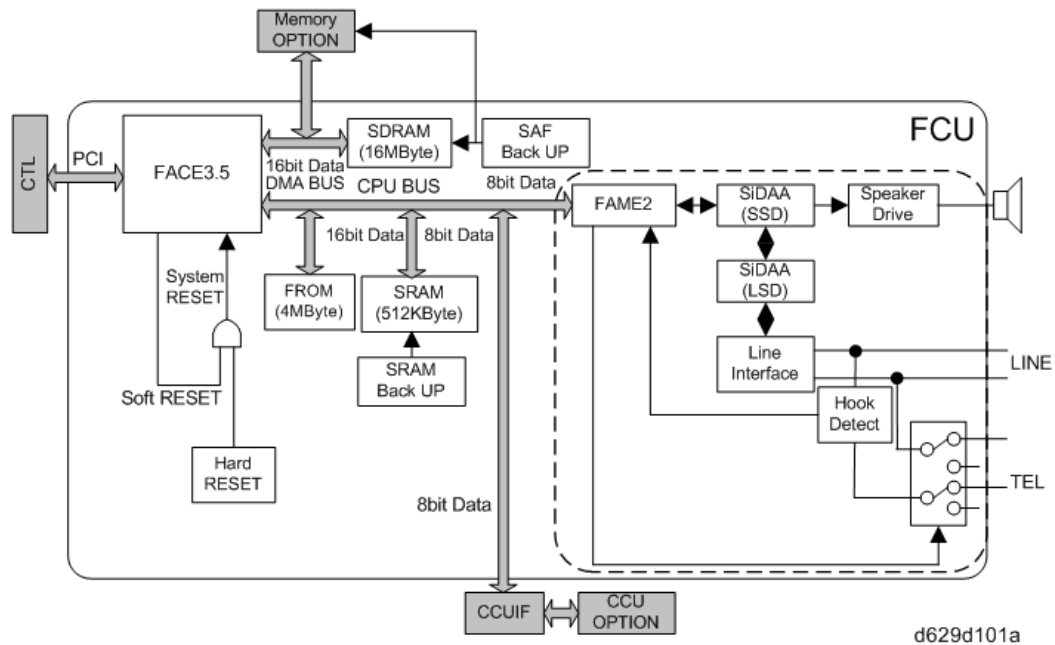 Memory
OPTION
FCU
CTL
PCI
FACE3.5
SDRAM
(16MByte)
SAF
Back UP
16bit Data
DMA BUS
CPU BUS
8bit Data
FAME2
SiDAA
(SSD)
Speaker
Drive
16bit Data
8bit Data
System
RESET
FROM
(4MByte)
SRAM
(512KByte)
SiDAA
(LSD)
SRAM
Back UP
Line
Interface
LINE
Soft RESET
Hook
Detect
Hard
RESET
TEL
8bit Data
CCUIF
CCU
OPTION
d629d101a